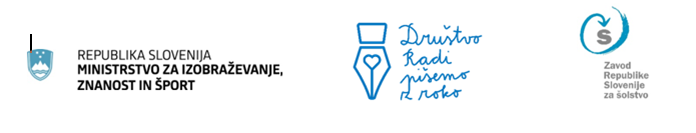 REPUBLIKA SLOVENIJA
MINISTRSTVO ZA IZOBRAŽEVANJE,
ZNANOST IN ŠPORT
Društvo
Radi
pišemo
z roko
Š
Zavod
Republike
Slovenije
za šolstvo